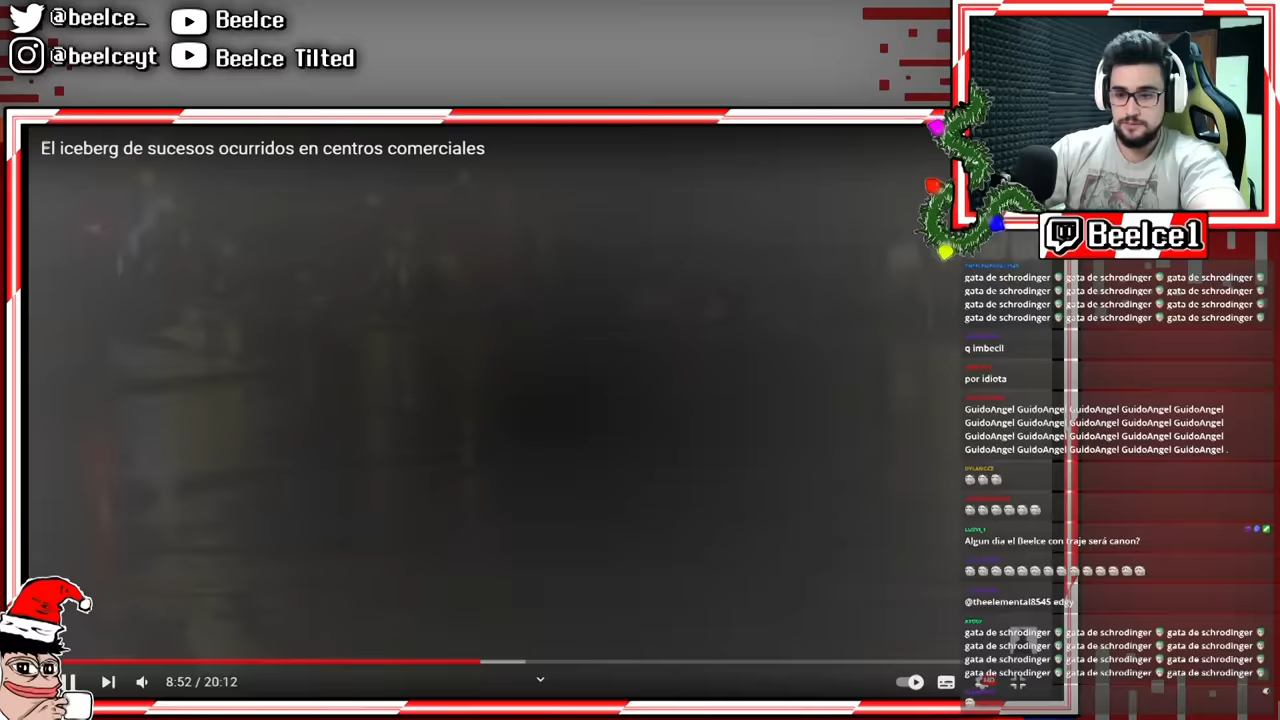 @beelce_
Beelce
@beelceyt
Beelce Tilted
El iceberg de sucesos ocurridos en centros comerciales
Beelce1
gata de schrodinger gata de schrodinger gata de schrodinger
gata de schrodinger gata de schrodinger gata de schrodinger
gata de schrodinger gata de schrodinger gata de schrodinger
gata de schrodinger gata de schrodinger gata de schrodinger
q imbecil
por idiota
GuidoAngel GuidoAngel GuidoAngel GuidoAngel GuidoAngel
GuidoAngel GuidoAngel GuidoAngel GuidoAngel GuidoAngel
GuidoAngel GuidoAngel GuidoAngel GuidoAngel GuidoAngel
GuidoAngel GuidoAngel GuidoAngel GuidoAngel GuidoAngel .
Algun dia el Beelce con traje será canon?
@theelemental8545 edgy
gata de schrodinger gata de schrodinger gata de schrodinger
gata de schrodinger gata de schrodinger gata de schrodinger
gata de schrodinger gata de schrodinger gata de schrodinger
gata de schrodinger gata de schrodinger gata de schrodinger
8:52 / 20:12
HD